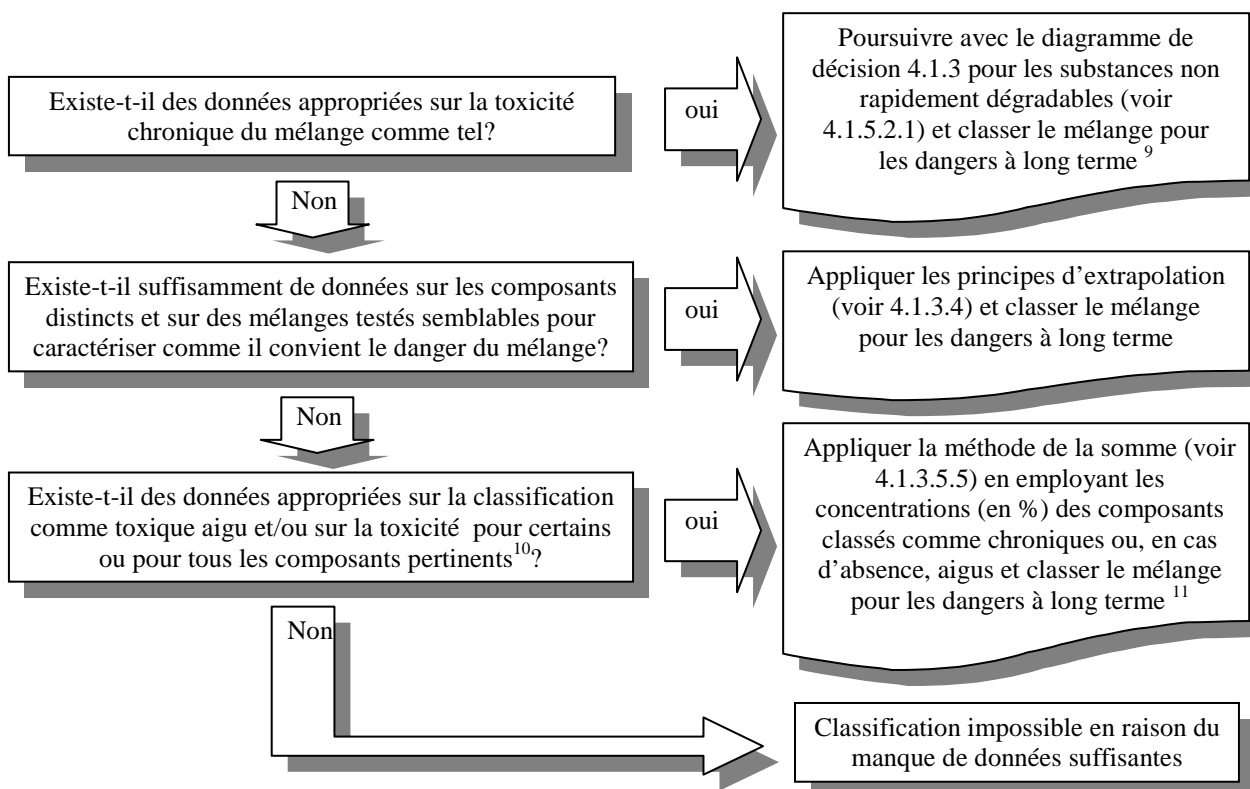 Existe-t-il des données appropriées sur la toxicité
chronique du mélange comme tel?
oui
Poursuivre avec le diagramme de
décision 4.1.3 pour les substances non
rapidement dégradables (voir
4.1.5.2.1) et classer le mélange pour
les dangers à long terme 9
Non
Existe-t-il suffisamment de données sur les composants
distincts et sur des mélanges testés semblables pour
caractériser comme il convient le danger du mélange?
oui
Appliquer les principes d'extrapolation
(voir 4.1.3.4) et classer le mélange
pour les dangers à long terme
Non
Existe-t-il des données appropriées sur la classification
comme toxique aigu et/ou sur la toxicité pour certains
ou pour tous les composants pertinents10?
oui
Appliquer la méthode de la somme (voir
4.1.3.5.5) en employant les
concentrations (en %) des composants
classés comme chroniques ou, en cas
d'absence, aigus et classer le mélange
pour les dangers à long terme 11
Non
Classification impossible en raison du
manque de données suffisantes